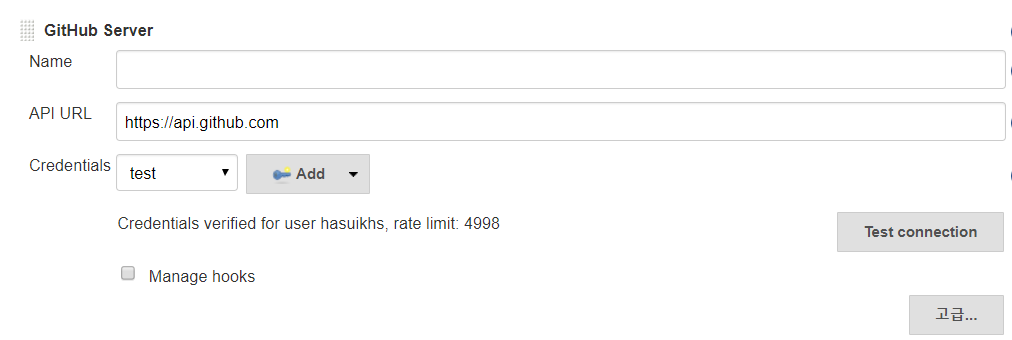 GitHub Server
Name
API URL
https://api.github.com
Credentials
test
Add
Credentials verified for user hasuikhs, rate limit: 4998
Test connection
Manage hooks
고급...